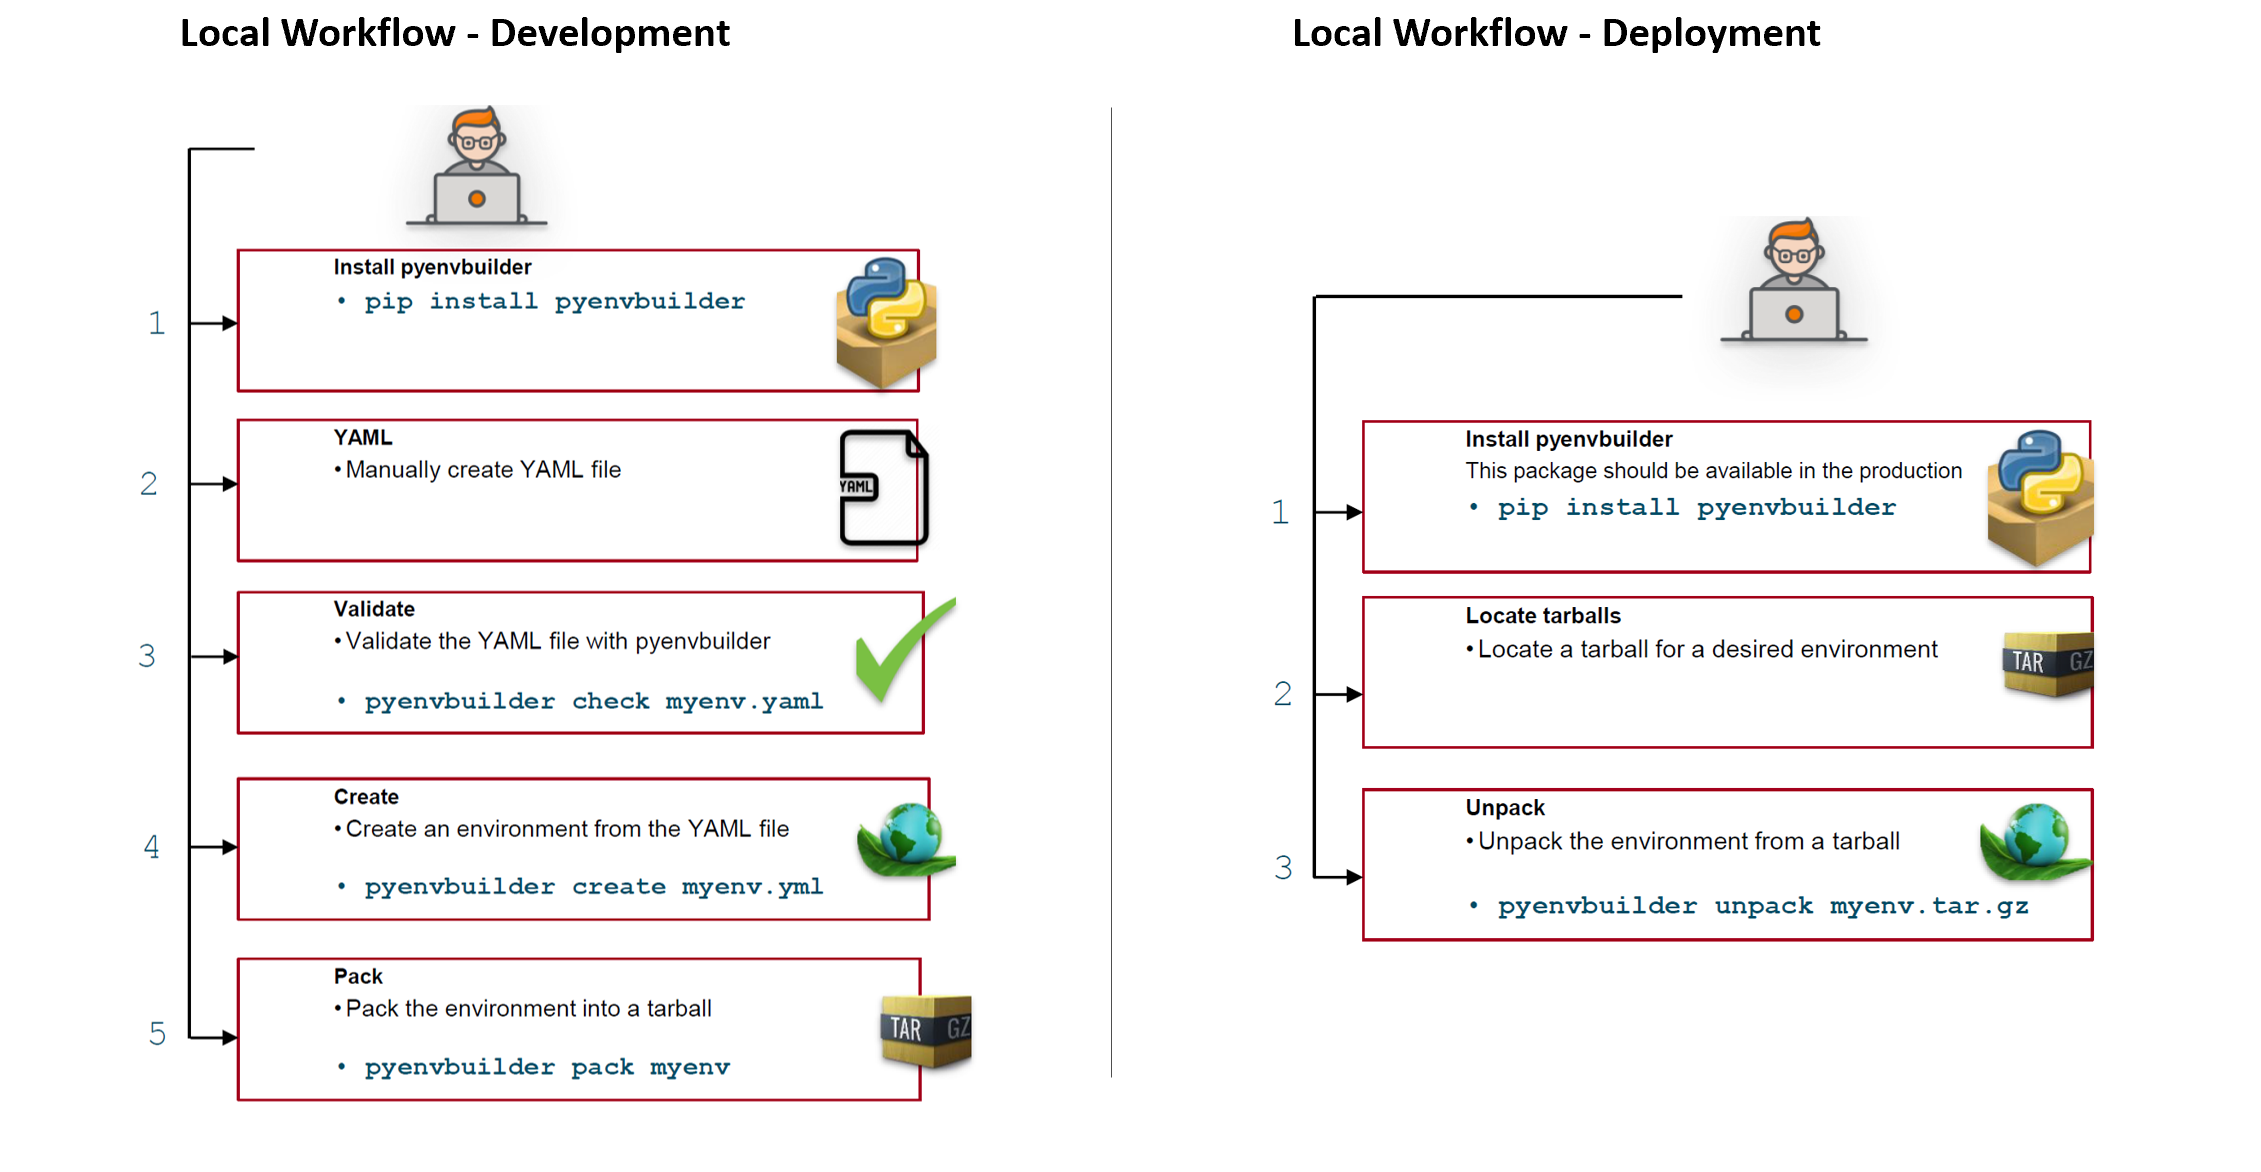 Local Workflow - Development
1
Install pyenvbuilder
• pip install pyenvbuilder
2
YAML
• Manually create YAML file
YAML
3
Validate
• Validate the YAML file with pyenvbuilder
• pyenvbuilder check myenv.yaml
4
Create
• Create an environment from the YAML file
• pyenvbuilder create myenv.yml
5
Pack
• Pack the environment into a tarball
TAR GZ
• pyenvbuilder pack myenv
Local Workflow - Deployment
1
Install pyenvbuilder
This package should be available in the production
• pip install pyenvbuilder
2
Locate tarballs
• Locate a tarball for a desired environment
TAR GZ
3
Unpack
• Unpack the environment from a tarball
• pyenvbuilder unpack myenv.tar.gz